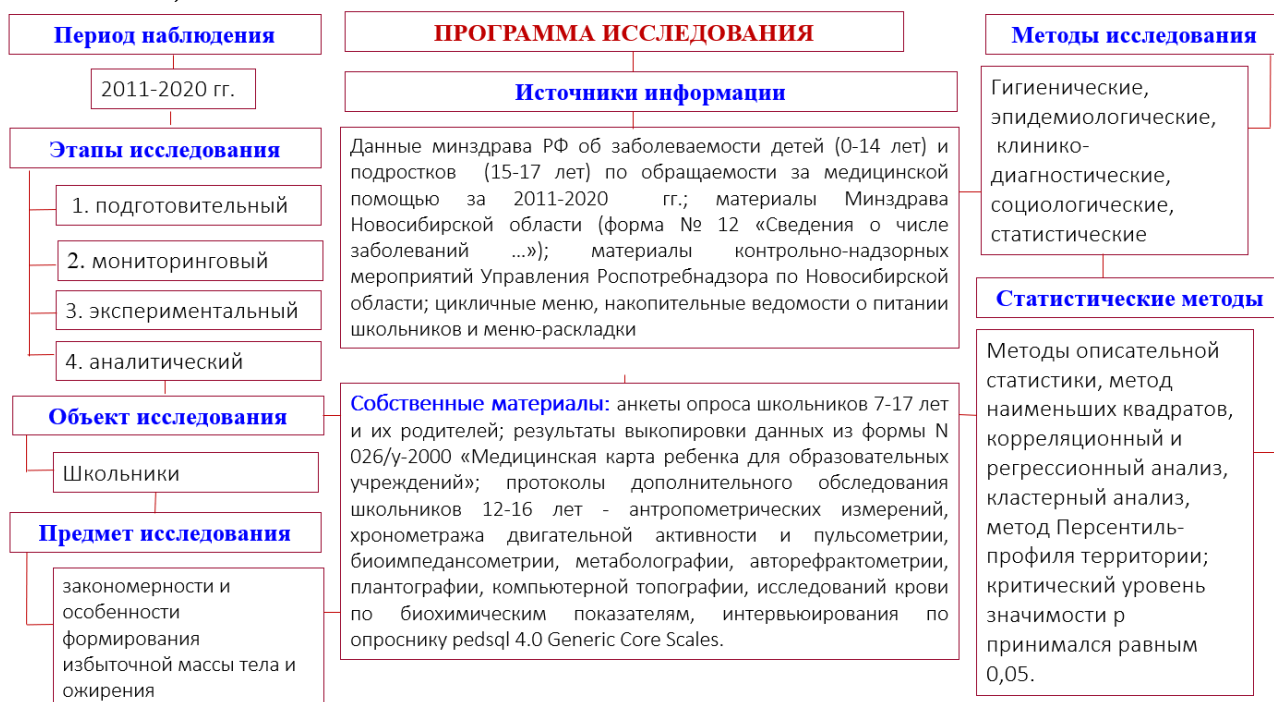 Период наблюдения
2011-2020 гг.
Этапы исследования
1. подготовительный
2. мониторинговый
3. экспериментальный
4. аналитический
Объект исследования
Школьники
Предмет исследования
закономерности и
особенности
формирования
избыточной массы тела и
ожирения
ПРОГРАММА ИССЛЕДОВАНИЯ
Источники информации
Данные минздрава РФ об заболеваемости детей (0-14 лет) и
подростков (15-17 лет) по обращаемости за медицинской
помощью за 2011-2020 гг.; материалы Минздрава
Новосибирской области (форма № 12 «Сведения о числе
заболеваний ...»); материалы контрольно-надзорных
мероприятий Управления Роспотребнадзора по Новосибирской
области; цикличные меню, накопительные ведомости о питании
школьников и меню-раскладки
Собственные материалы: анкеты опроса школьников 7-17 лет
и их родителей; результаты выкопировки данных из формы N
026/у-2000 «Медицинская карта ребенка для образовательных
учреждений»; протоколы дополнительного обследования
школьников 12-16 лет - антропометрических измерений,
хронометража двигательной активности и пульсометрии,
биоимпедансометрии, метаболографии, авторефрактометрии,
плантографии, компьютерной топографии, исследований крови
по биохимическим показателям, интервьюирования по
опроснику pedsql 4.0 Generic Core Scales.
Методы исследования
Гигиенические,
эпидемиологические,
клинико-
диагностические,
социологические,
статистические
Статистические методы
Методы описательной
статистики, метод
наименьших квадратов,
корреляционный и
регрессионный анализ,
кластерный анализ,
метод Персентиль-
профиля территории;
критический уровень
значимости р
принимался равным
0,05.